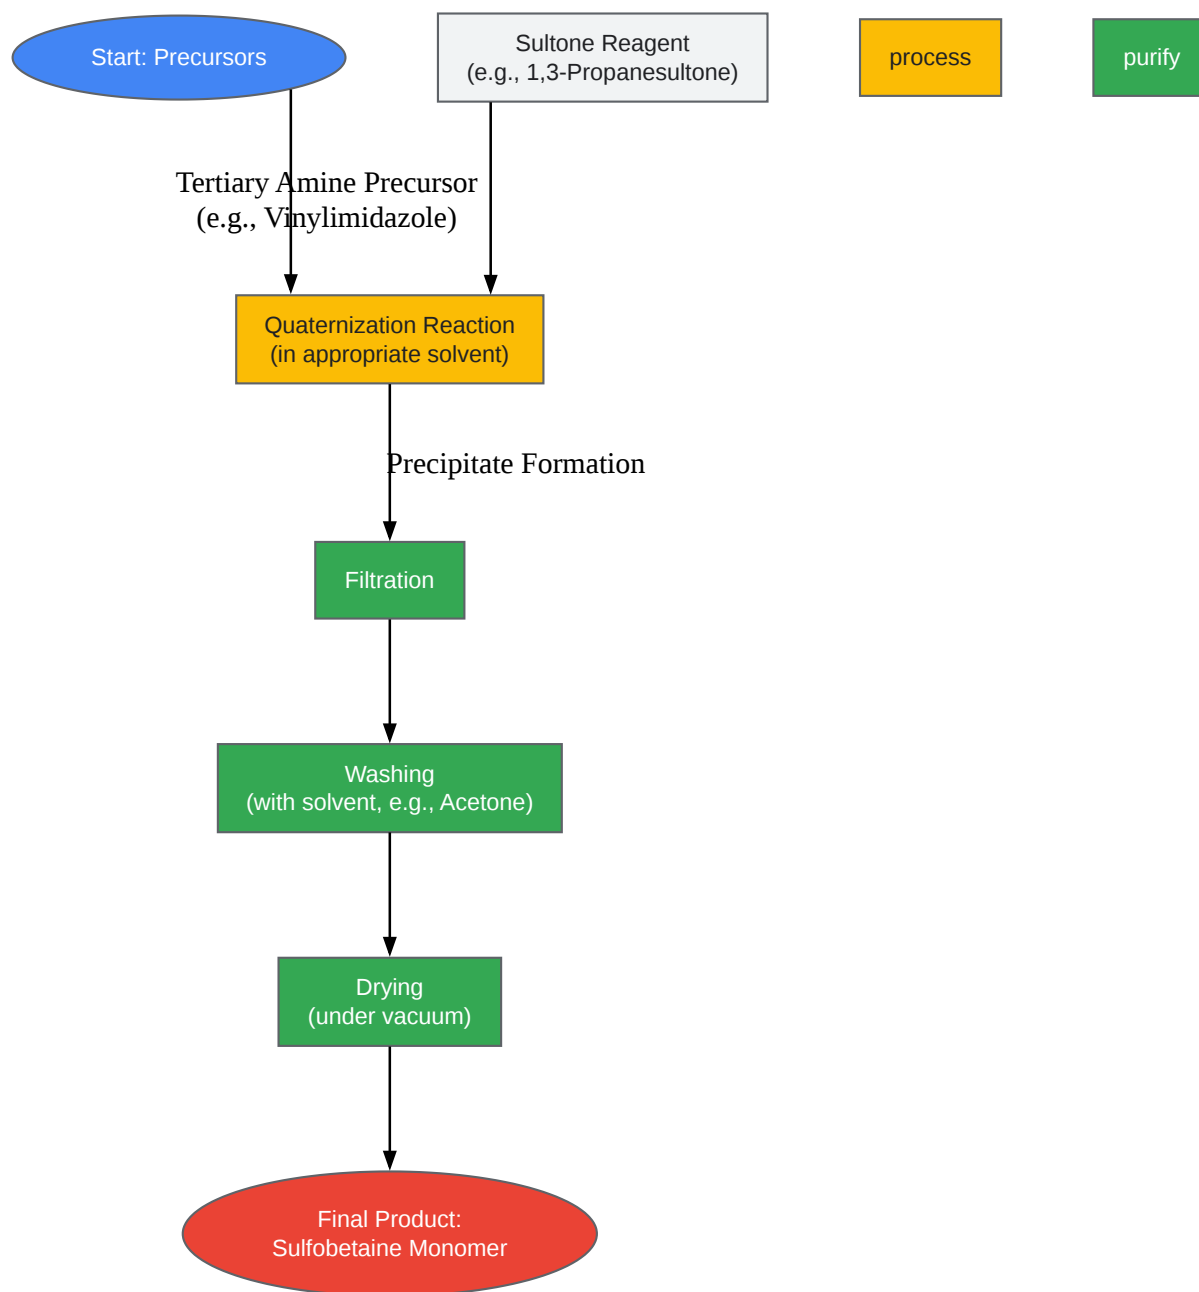 Start: Precursors
Sultone Reagent
(e.g., 1,3-Propanesultone)
process
purify
Tertiary Amine Precursor
(e.g., Vinylimidazole)
Quaternization Reaction
(in appropriate solvent)
Precipitate Formation
Filtration
Washing
(with solvent, e.g., Acetone)
Drying
(under vacuum)
Final Product:
Sulfobetaine Monomer